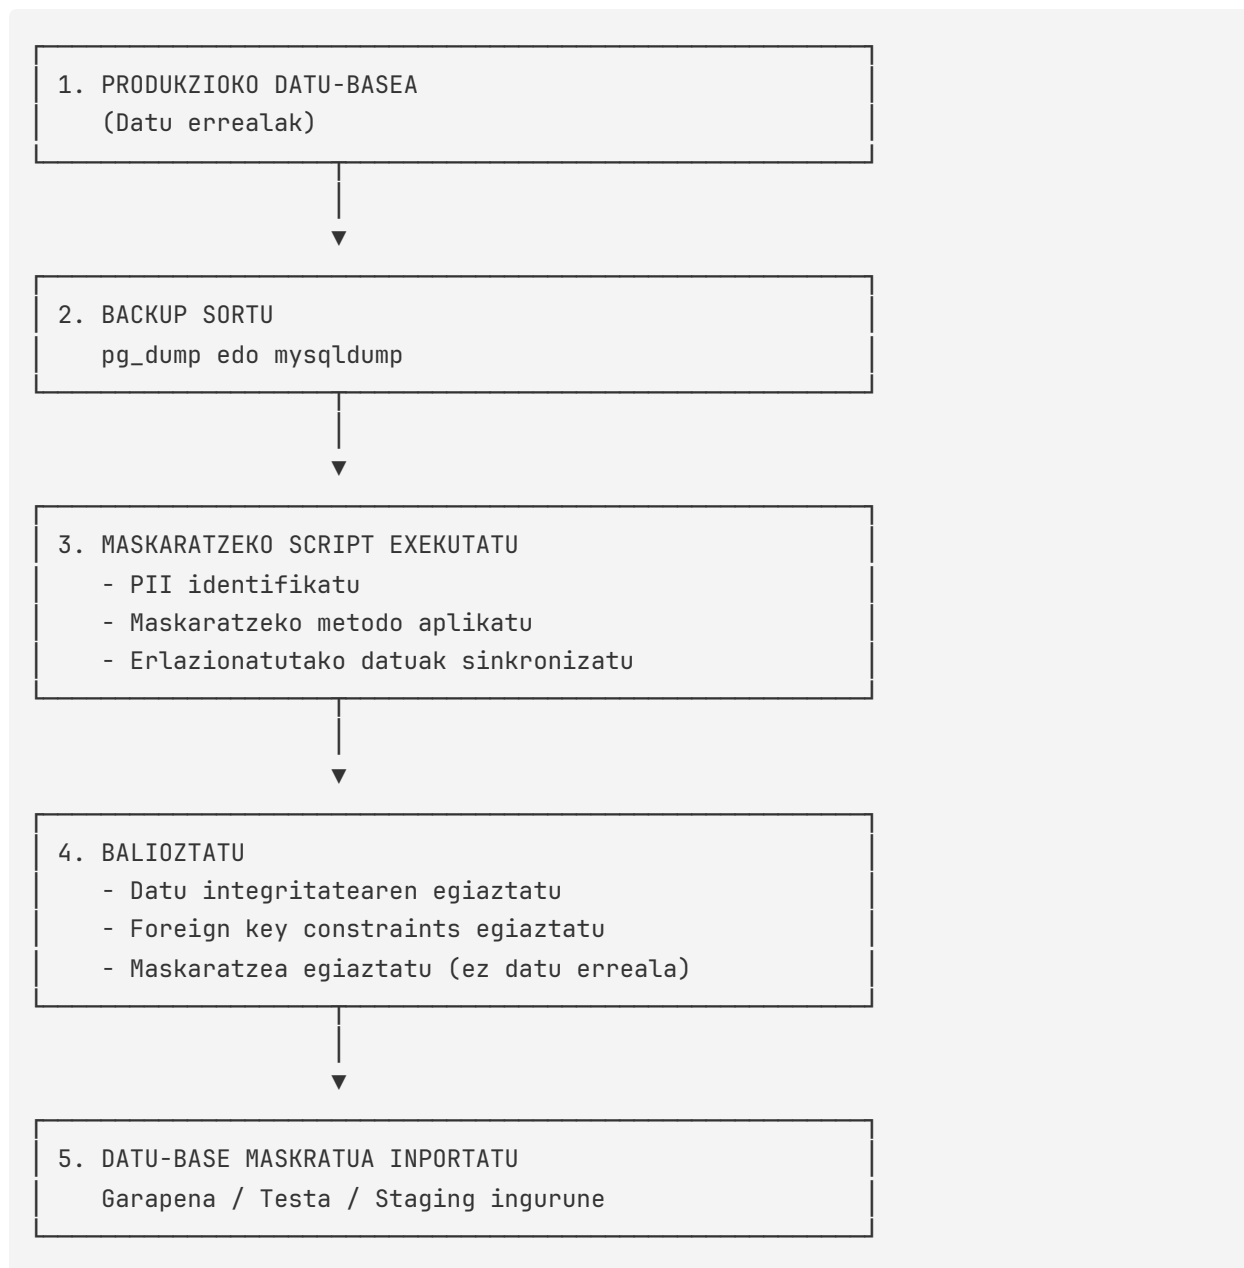 1. PRODUKZIOKO DATU-BASEA
(Datu errealak)
▼
2. BACKUP SORTU
pg_dump edo mysqldump
▼
3. MASKARATZEKO SCRIPT EXEKUTATU
- PII identifikatu
- Maskaratzeko metodo aplikatu
- Erlazionatutako datuak sinkronizatu
▼
4. BALIOZTATU
- Datu integritatearen egiaztatu
- Foreign key constraints egiaztatu
- Maskaratzea egiaztatu (ez datu erreala)
▼
5. DATU-BASE MASKRATUA INPORTATU
Garapena / Testa / Staging ingurune